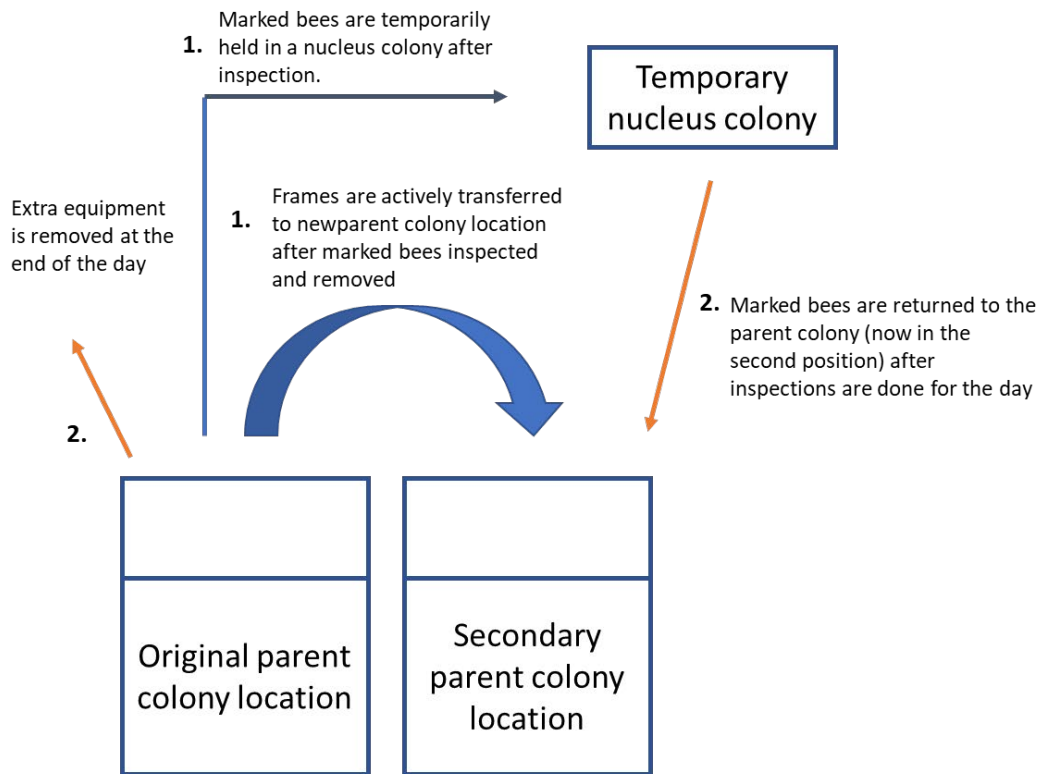 1. Marked bees are temporarily
held in a nucleus colony after
inspection.
Temporary
nucleus colony
Extra equipment
is removed at the
end of the day
1. Frames are actively transferred
to newparent colony location
after marked bees inspected
and removed
2. Marked bees are returned to the
parent colony (now in the
second position) after
inspections are done for the day
2.
Original parent
colony location
Secondary
parent colony
location